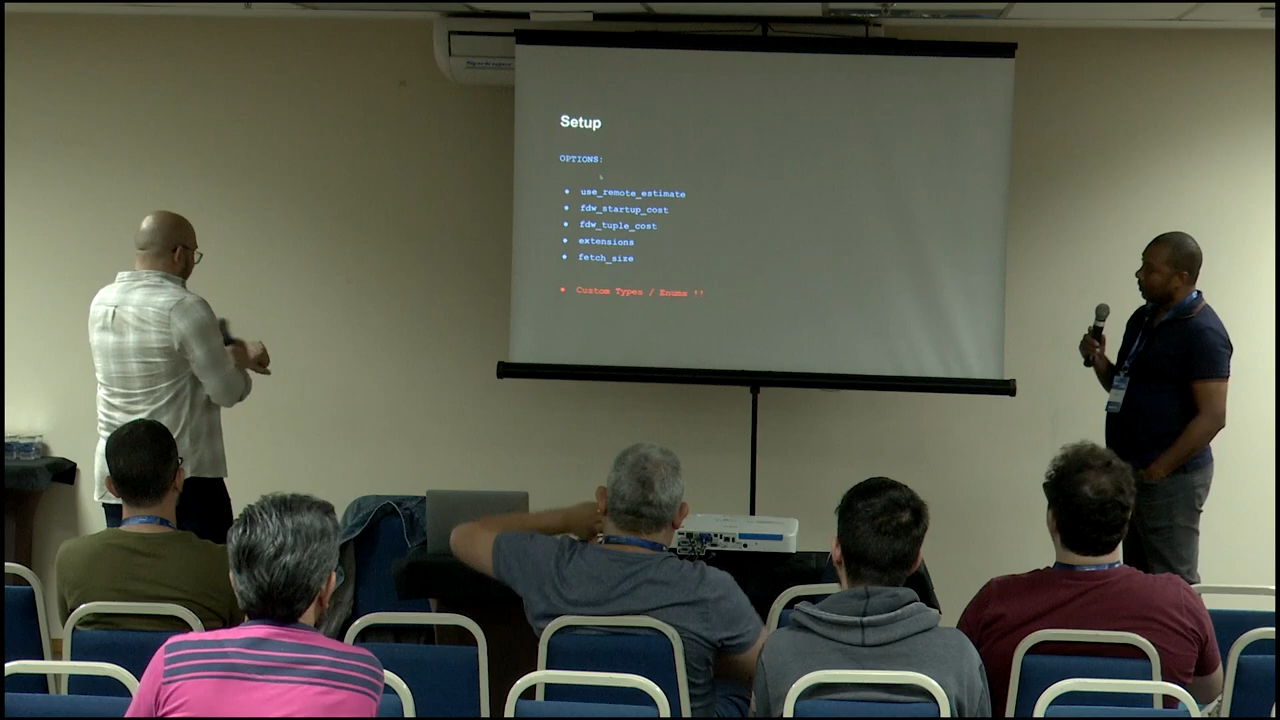 Setup
OPTIONS:
• use_remote_estimate
• fdw_startup_cost
• fdw_tuple_cost
• extensions
• fetch_size
• Custom Types / Enums !!